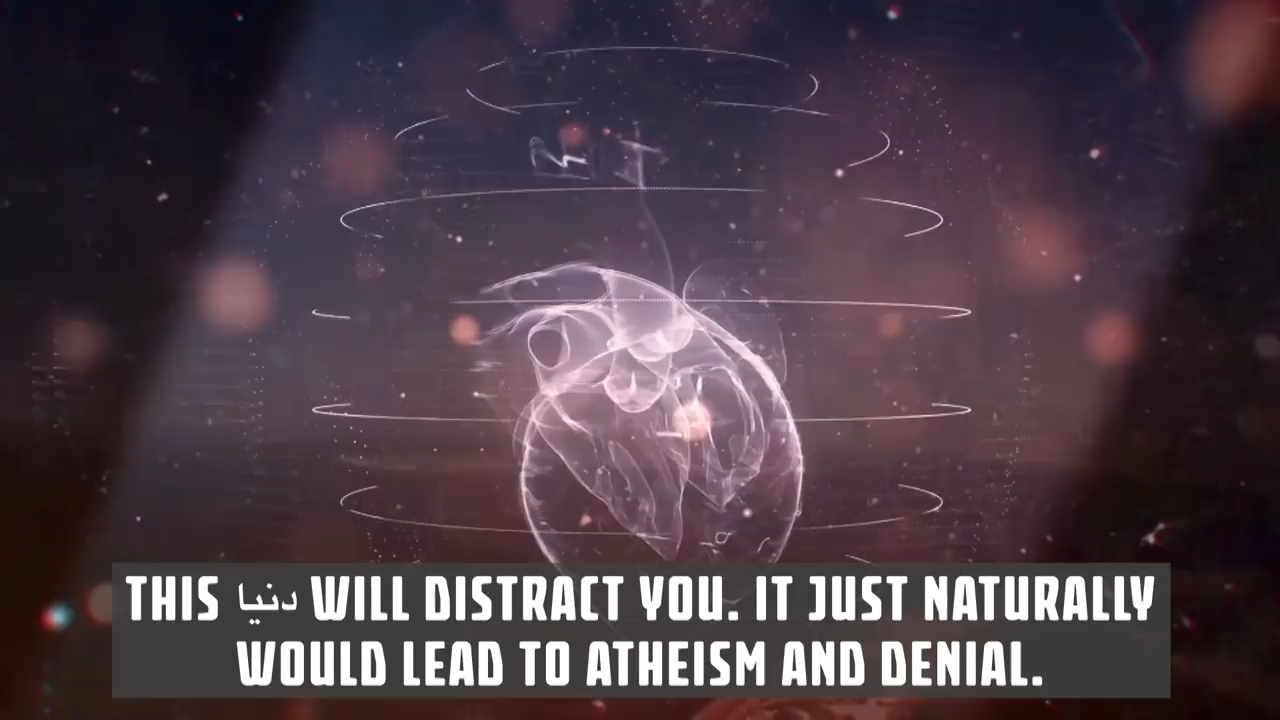 THIS دنيا WILL DISTRACT YOU. IT JUST NATURALLY
WOULD LEAD TO ATHEISM AND DENIAL.